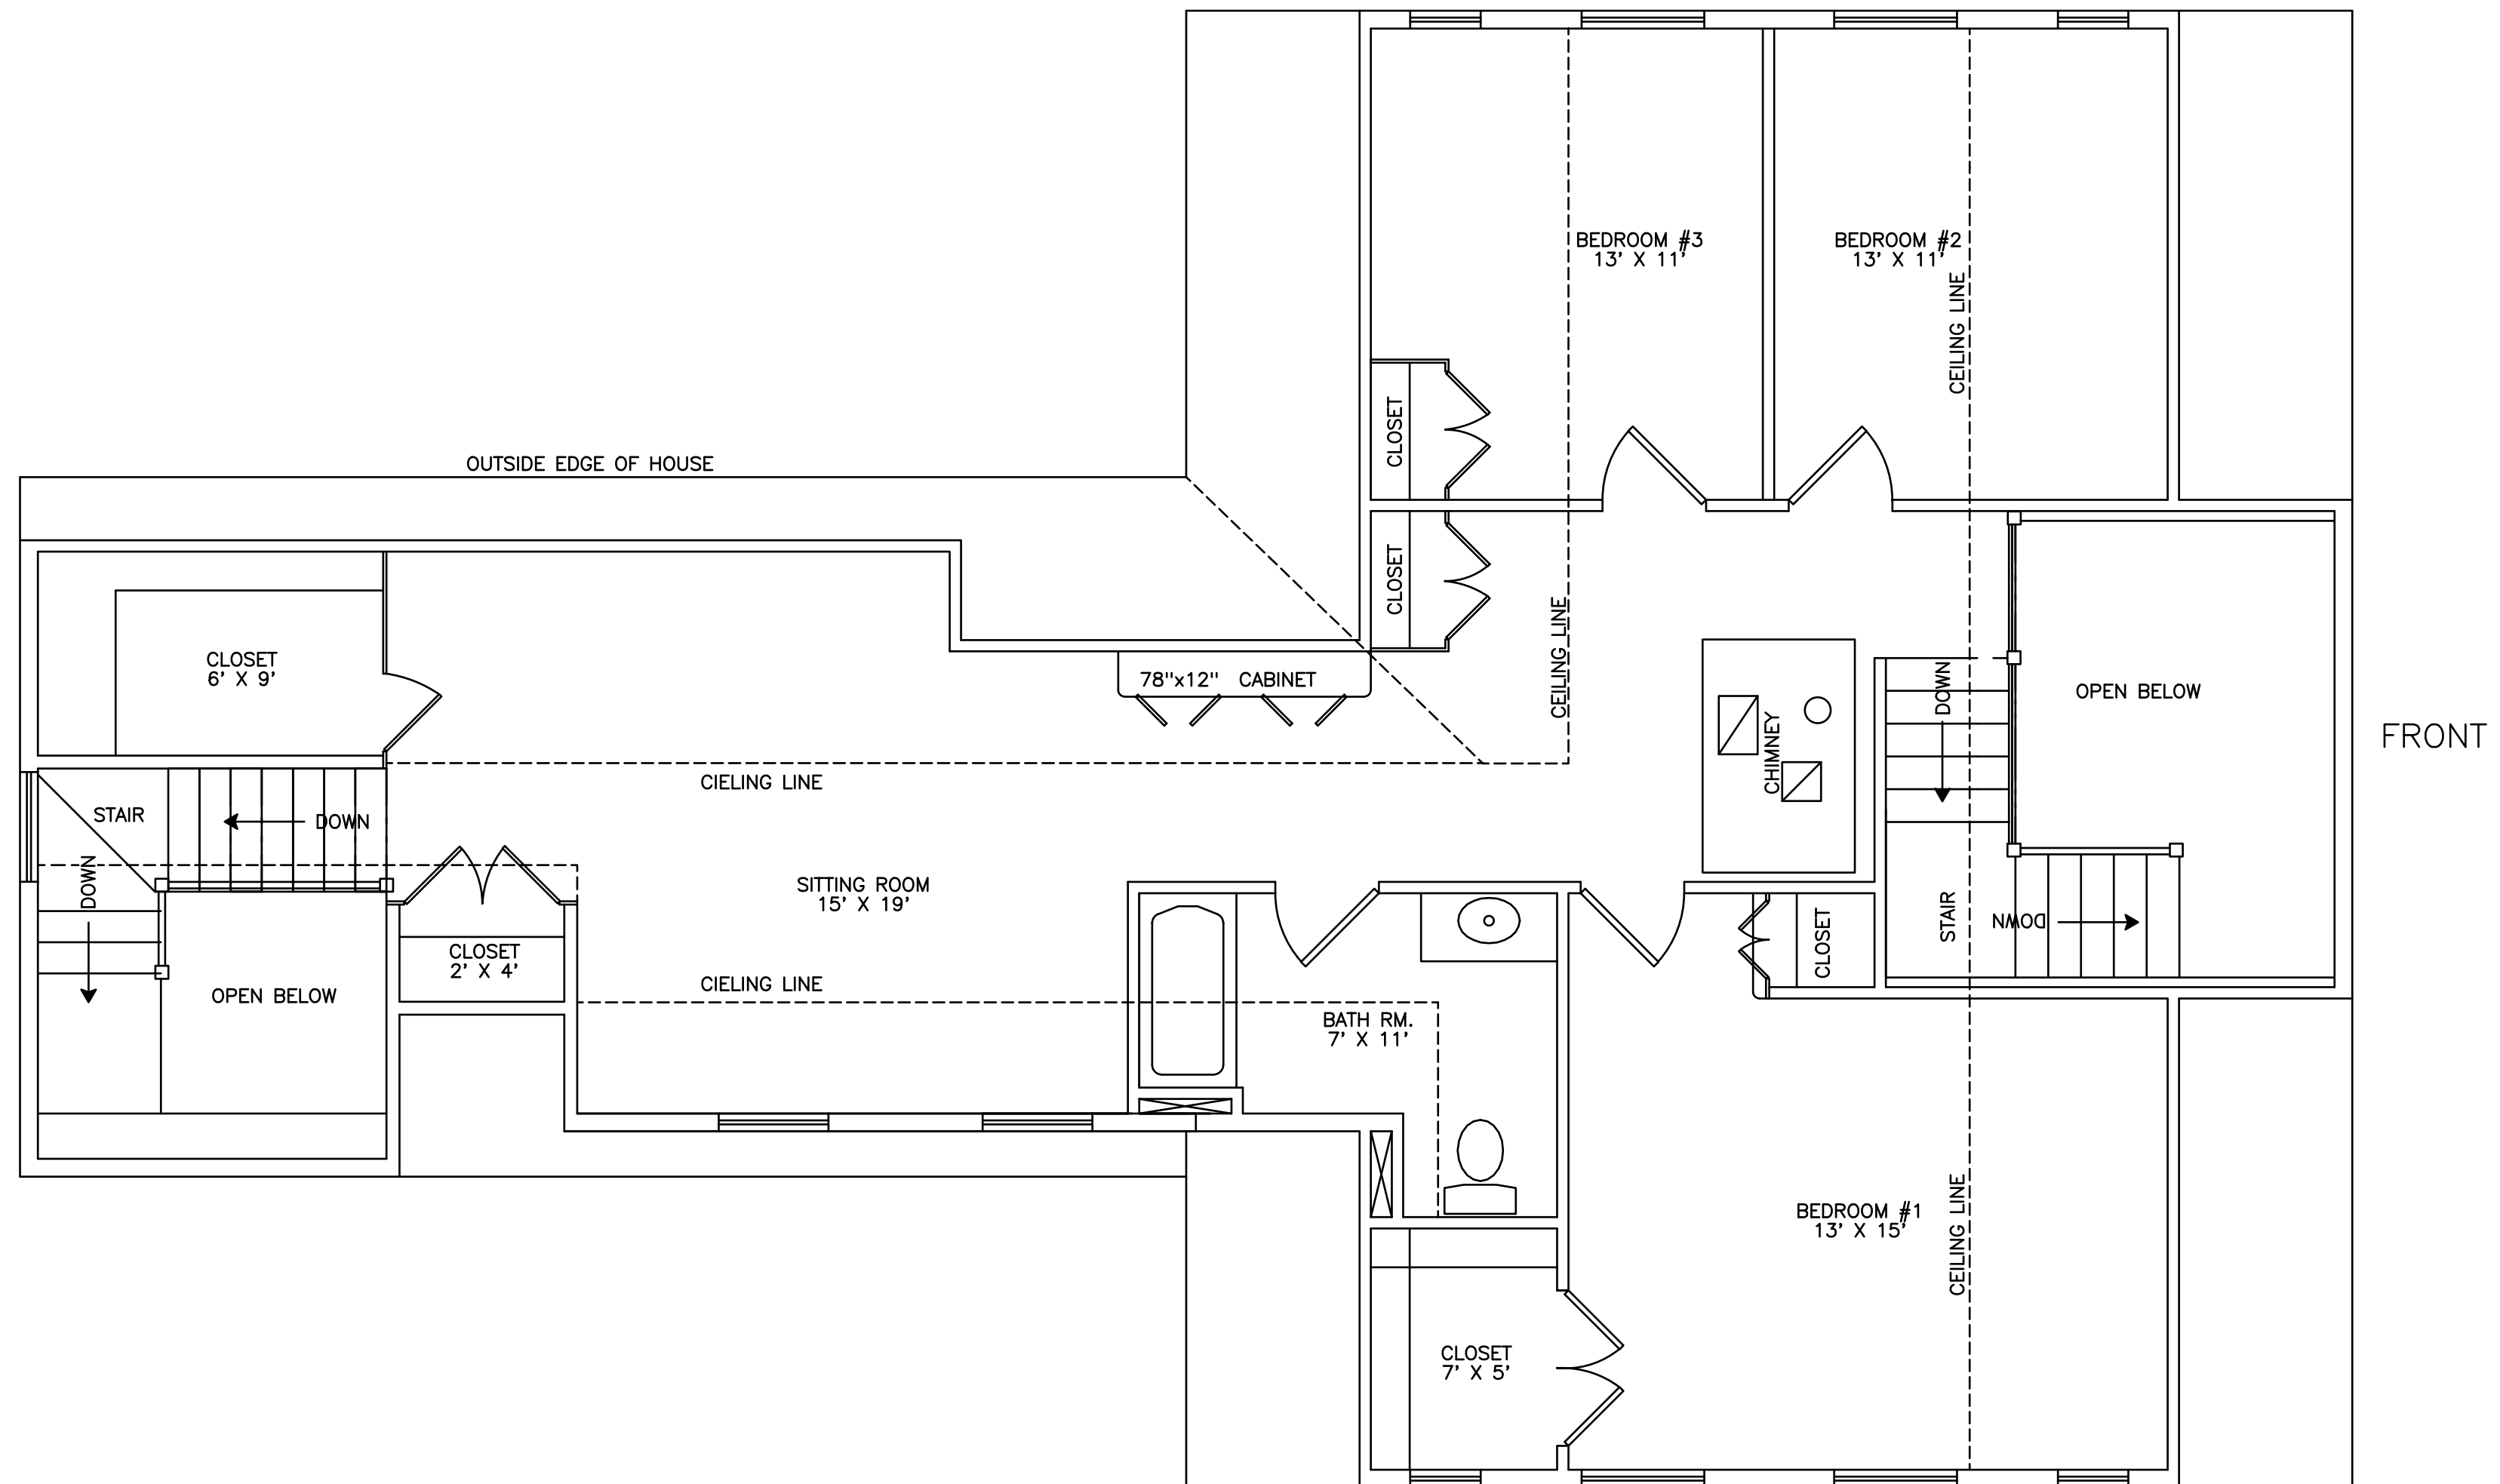 BEDROOM #3
13' X 11'
BEDROOM #2
13' X 11'
CEILING LINE
CLOSET
OUTSIDE EDGE OF HOUSE
CLOSET
CLOSET
6' X 9'
78"x12" CABINET
CEILING LINE
CHIMNEY
DOWN
OPEN BELOW
FRONT
CIELING LINE
STAIR
DOWN
DOWN
SITTING ROOM
15' X 19'
CLOSET
2' X 4'
CIELING LINE
OPEN BELOW
BATH RM.
7' X 11'
CLOSET
STAIR
DOWN
BEDROOM #1
13' X 15'
CEILING LINE
CLOSET
7' X 5'